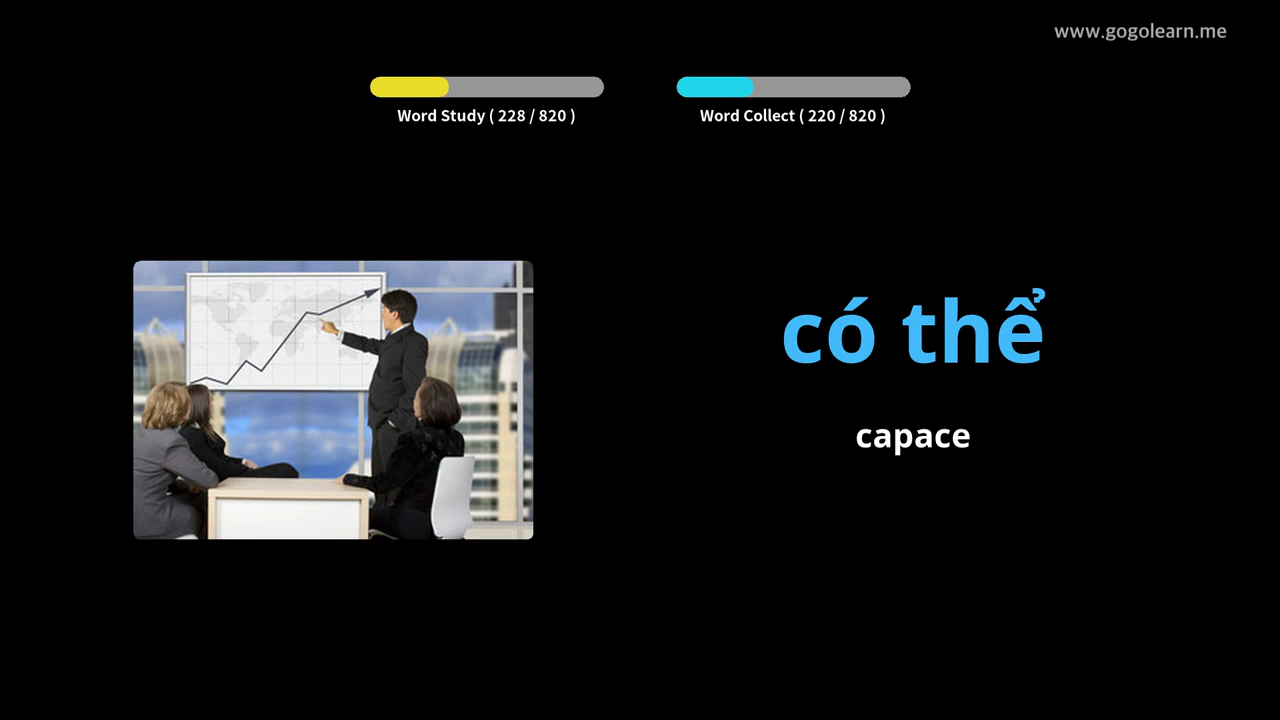 www.gogolearn.me
Word Study ( 228 / 820 )
Word Collect ( 220 / 820 )
có thể
capace